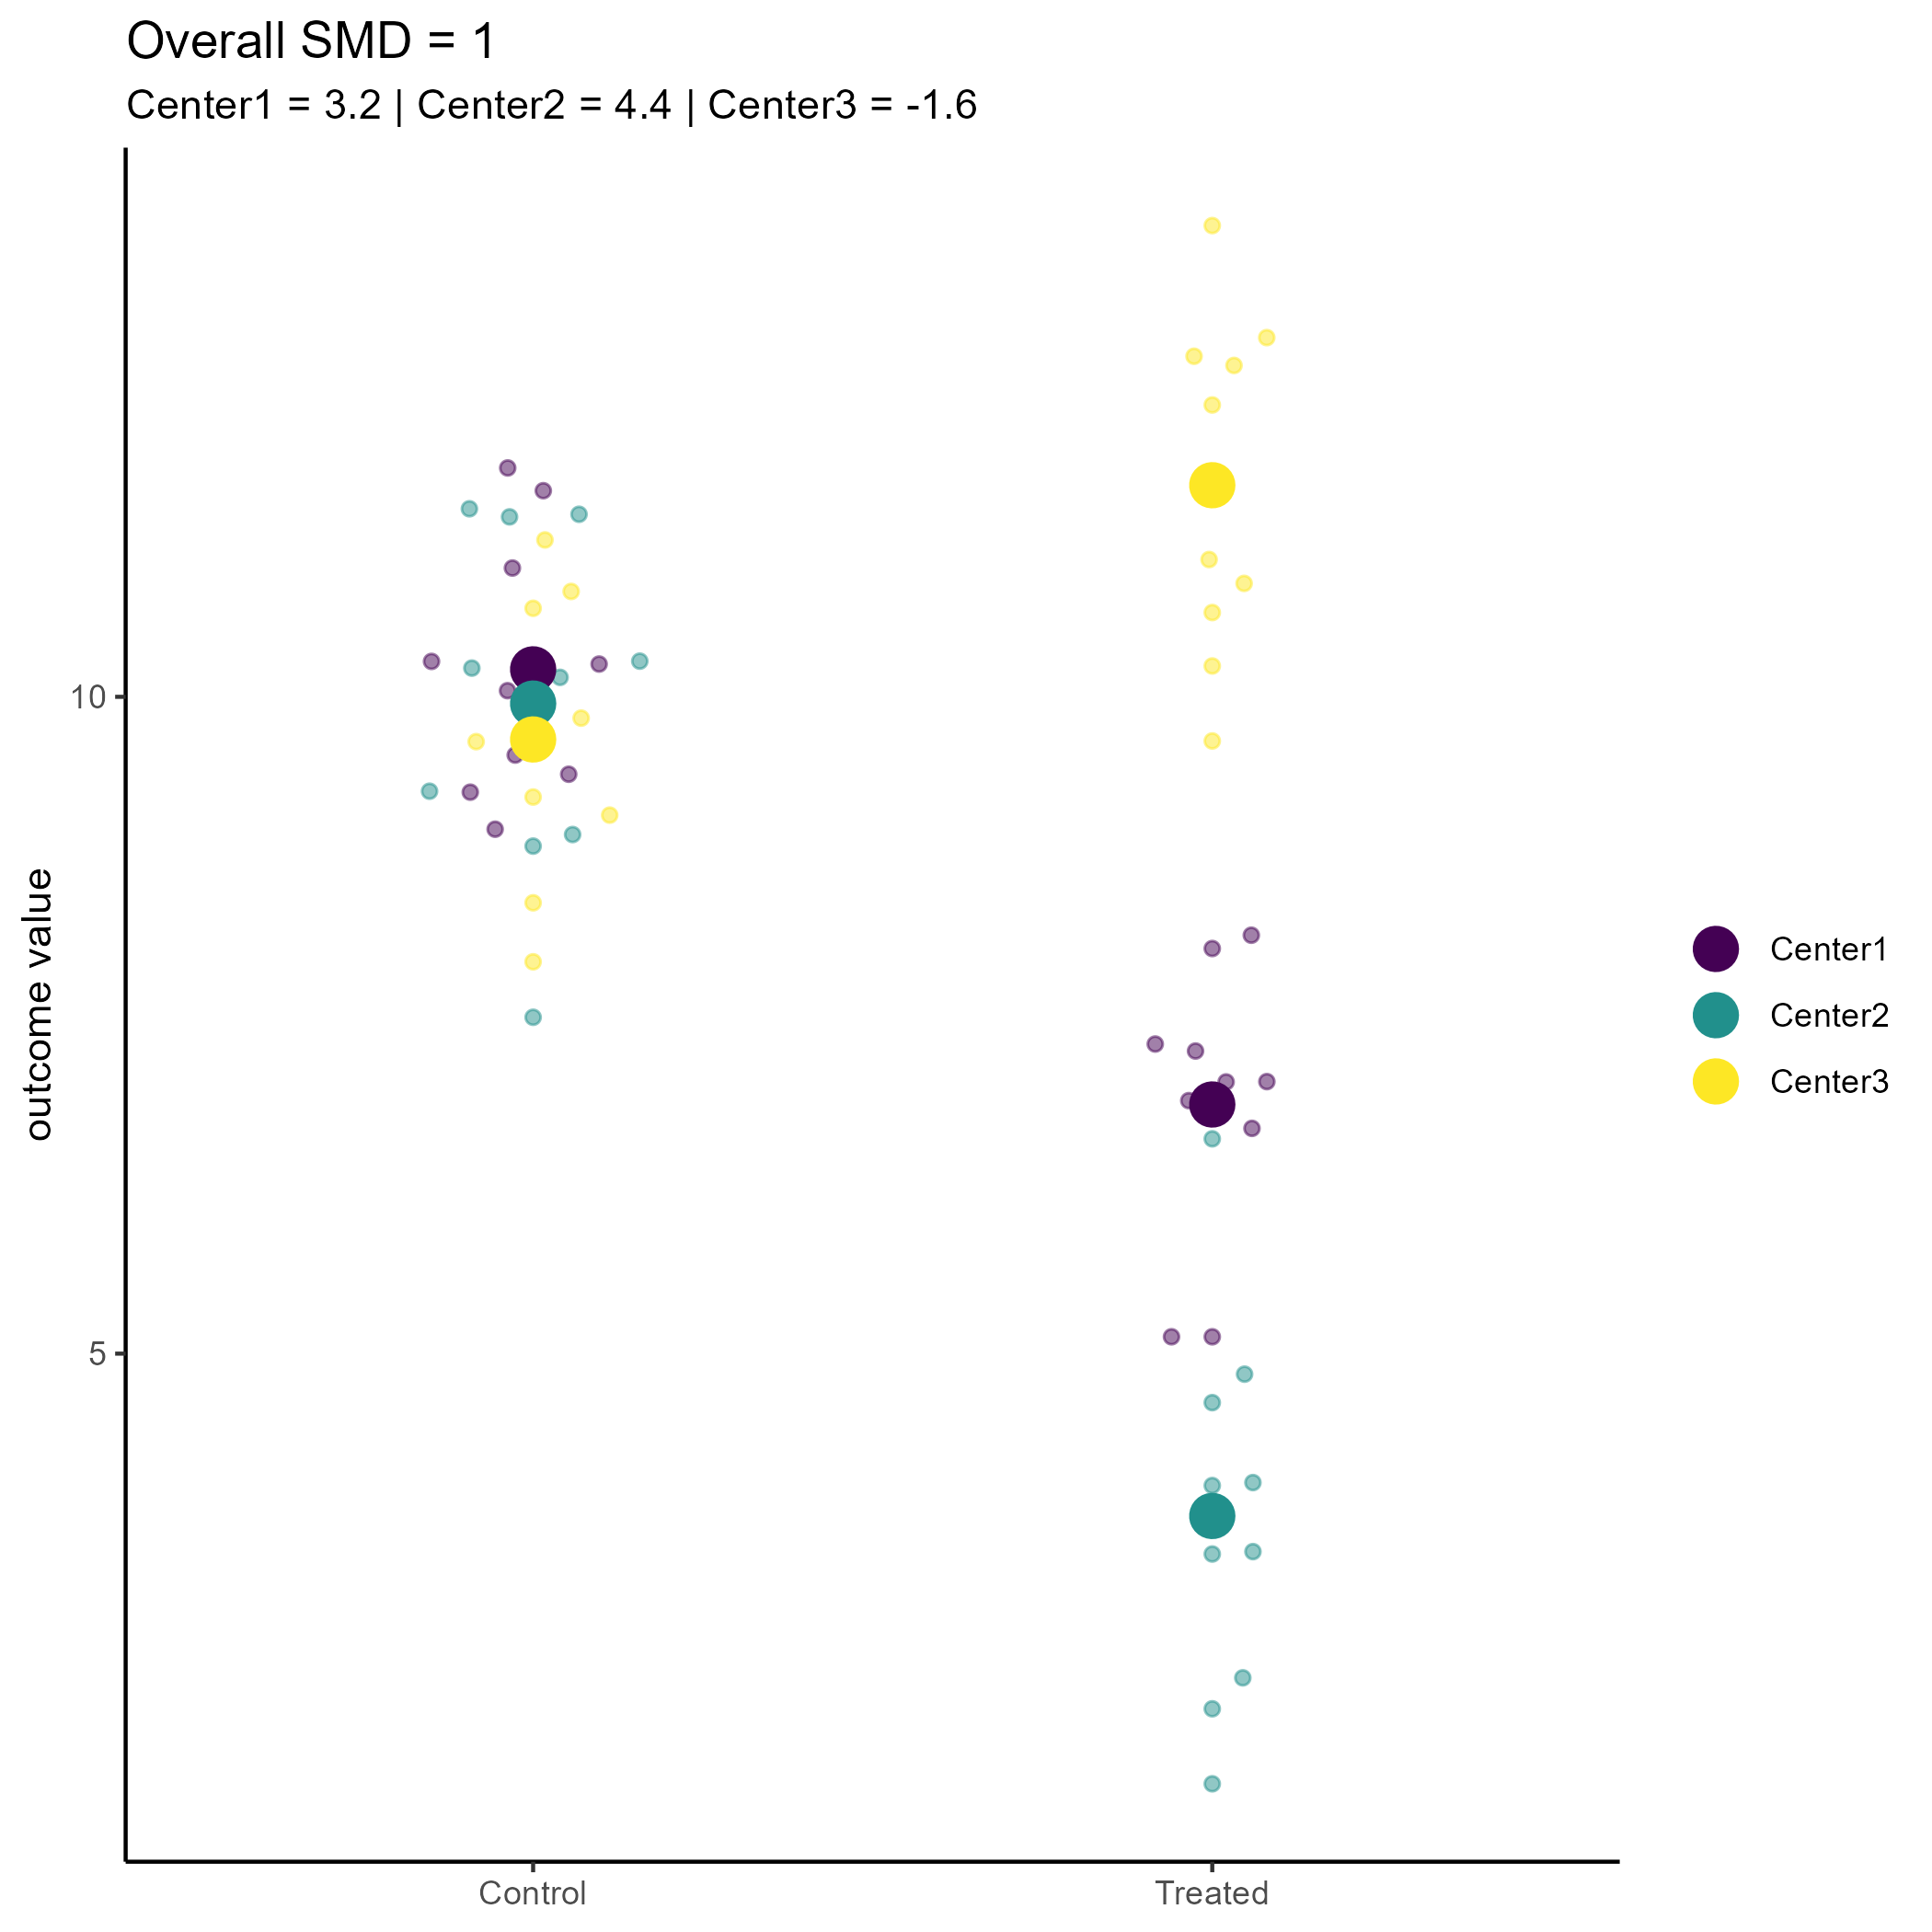 Overall SMD = 1
Center1 = 3.2 | Center2 = 4.4 | Center3 = -1.6
outcome value
10
5
Control
Treated
Center1
Center2
Center3